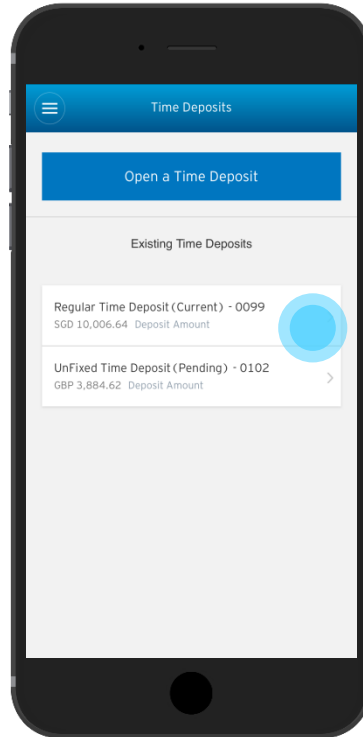 Time Deposits
Open a Time Deposit
Existing Time Deposits
Regular Time Deposit (Current) - 0099
SGD 10,006.64 Deposit Amount
UnFixed Time Deposit (Pending) - 0102
GBP 3,884.62 Deposit Amount